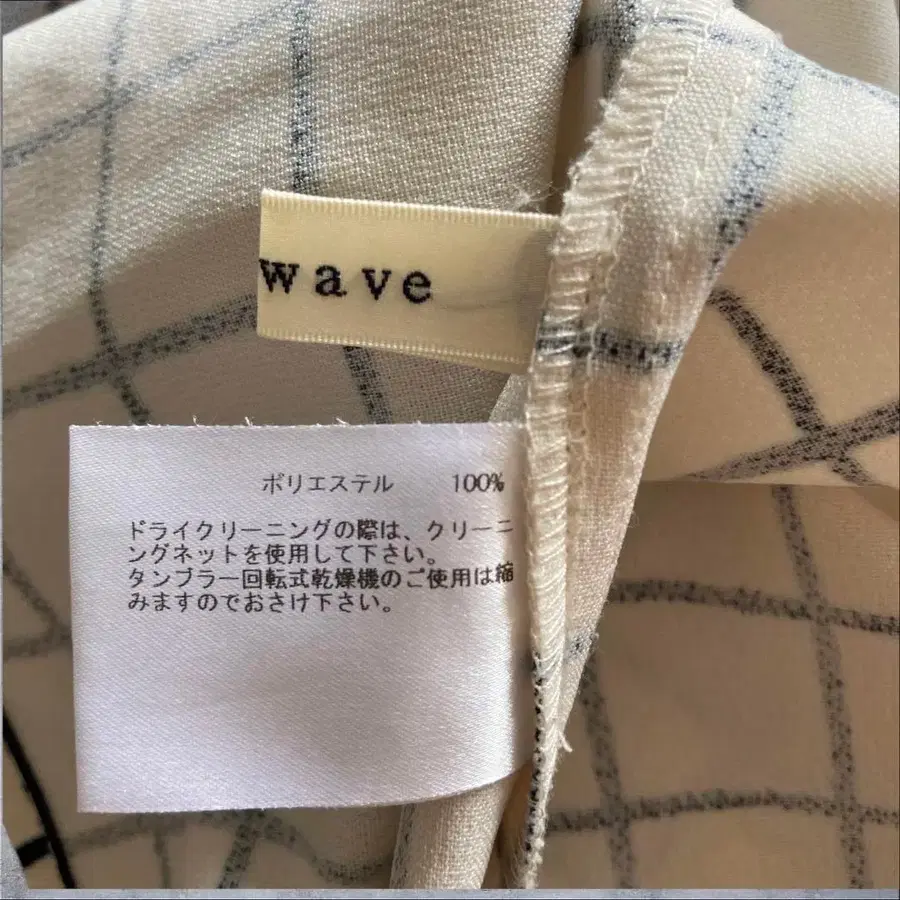 wave
ポリエステル 100%
ドライクリーニングの際は、クリーニ
ングネットを使用して下さい。
タンブラー回転式乾燥機のご使用は縮
みますのでおさけ下さい。